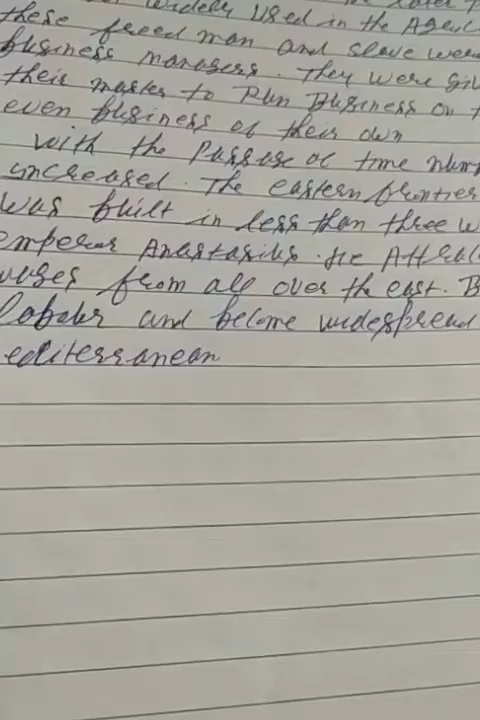 widely used in the
these freed man and slave were
business managers. They were
their master to Run Business on
even business of their own
with the Passage of time
increased. The eastern frontier
was built in less than three
emperor Anastasius. He
wages from all over the east.
labour and become widespread
editerranean